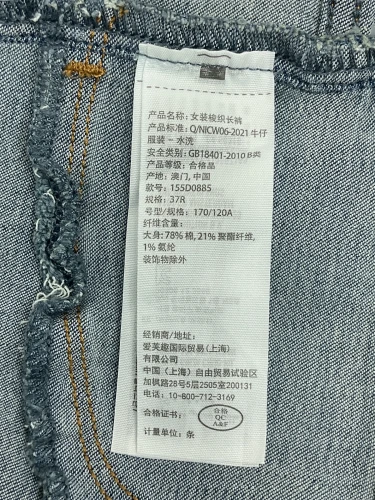 产品名称: 女装梭织长裤
产品标准: Q/NICW06-2021 牛仔
服装 – 水洗
安全类别: GB18401-2010 B类
产品等级: 合格品
产地: 澳门, 中国
款号: 155D0885
规格: 37R
号型/规格: 170/120A
纤维含量:
大身: 78% 棉, 21% 聚酯纤维,
1% 氨纶
装饰物除外
经销商/地址:
爱芙趣国际贸易(上海)
有限公司
中国 (上海) 自由贸易试验区
加枫路28号5层2505室200131
电话: 10-800-712-3169
合格证书:
合格
QC
A&F
计量单位: 条